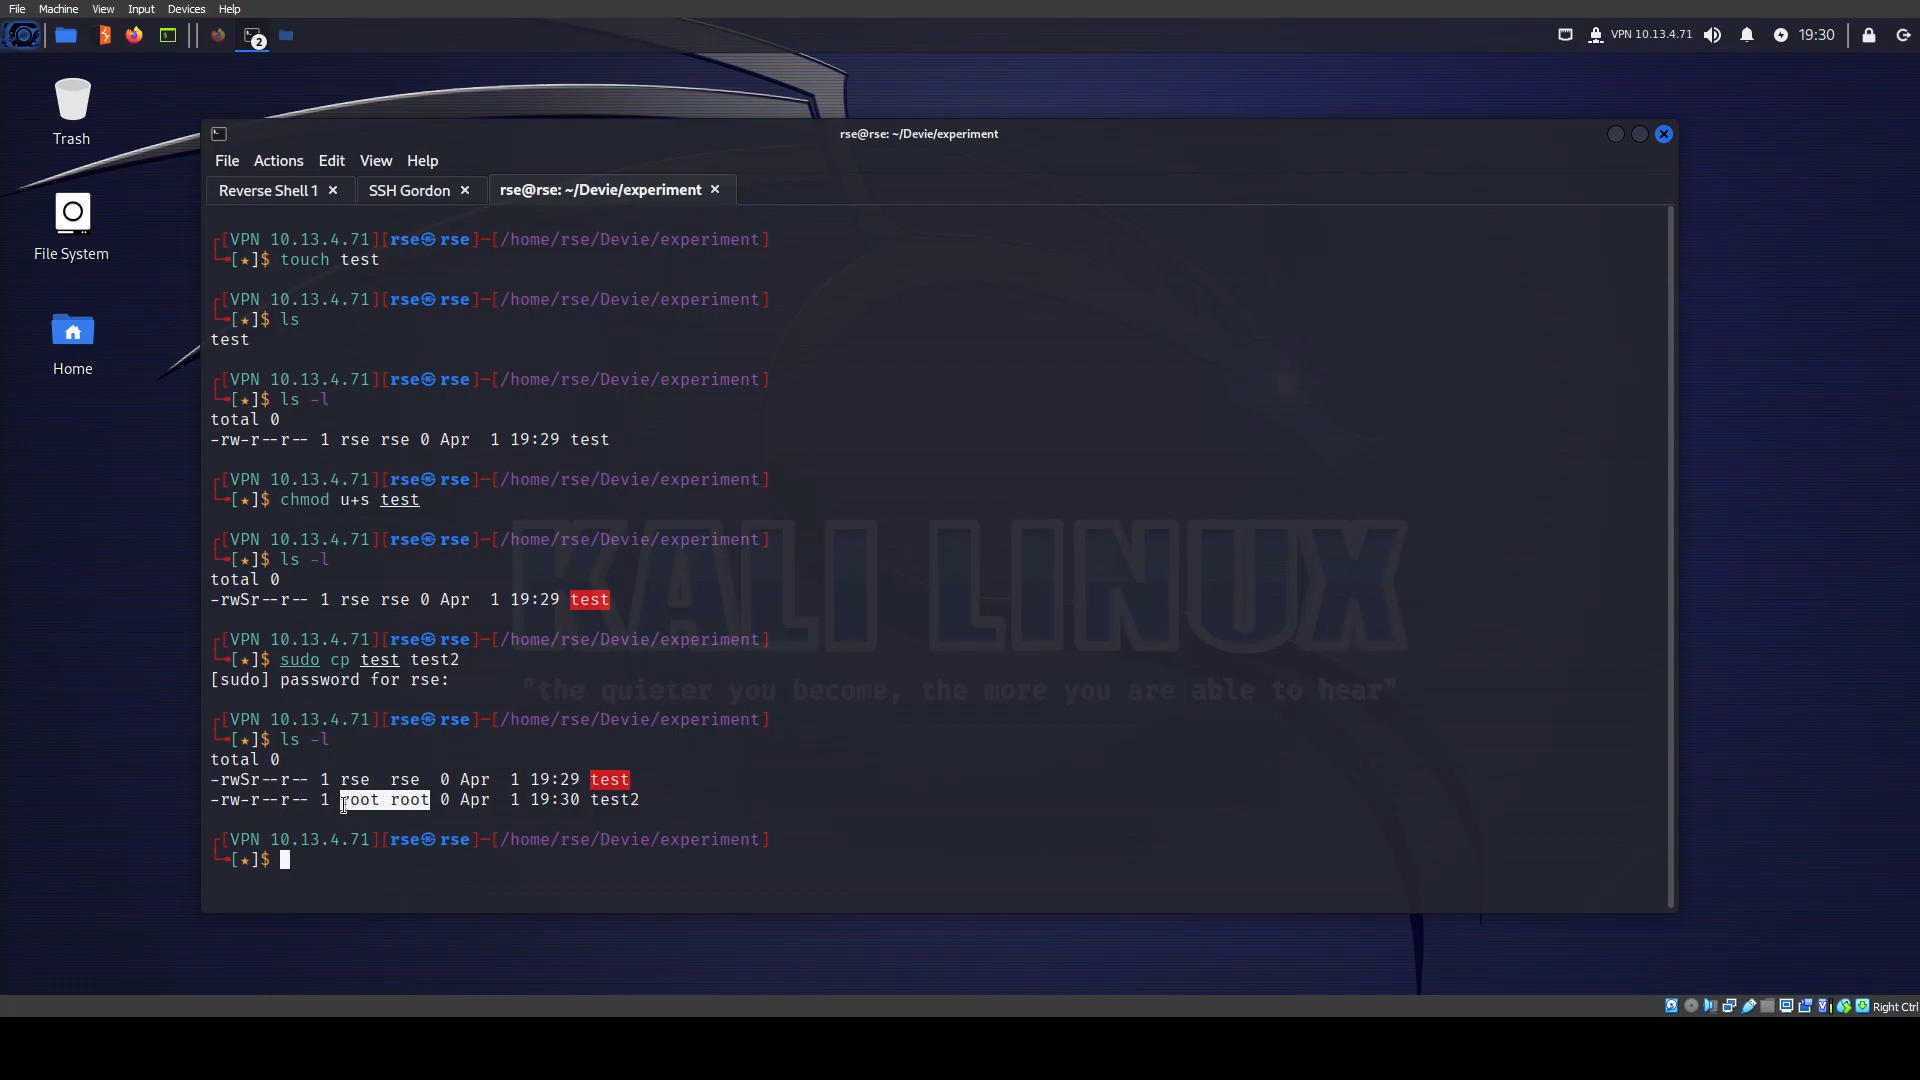 File Machine View Input Devices Help
2
VPN 10.13.4.71
19:30
Trash
File System
Home
rse@rse: ~/Devie/experiment
File Actions Edit View Help
Reverse Shell 1
SSH Gordon
rse@rse: ~/Devie/experiment
[VPN 10.13.4.71][rse㉿rse]-[/home/rse/Devie/experiment]
[★]$ touch test
[VPN 10.13.4.71][rse㉿rse]-[/home/rse/Devie/experiment]
[★]$ ls
test
[VPN 10.13.4.71][rse㉿rse]-[/home/rse/Devie/experiment]
[★]$ ls -l
total 0
-rw-r--r-- 1 rse rse 0 Apr  1 19:29 test
[VPN 10.13.4.71][rse㉿rse]-[/home/rse/Devie/experiment]
[★]$ chmod u+s test
[VPN 10.13.4.71][rse㉿rse]-[/home/rse/Devie/experiment]
[★]$ ls -l
total 0
-rwSr--r-- 1 rse rse 0 Apr  1 19:29 test
[VPN 10.13.4.71][rse㉿rse]-[/home/rse/Devie/experiment]
[★]$ sudo cp test test2
[sudo] password for rse:
[VPN 10.13.4.71][rse㉿rse]-[/home/rse/Devie/experiment]
[★]$ ls -l
total 0
-rwSr--r-- 1 rse  rse  0 Apr  1 19:29 test
-rw-r--r-- 1 root root 0 Apr  1 19:30 test2
[VPN 10.13.4.71][rse㉿rse]-[/home/rse/Devie/experiment]
[★]$
KALI LINUX
"the quieter you become, the more you are able to hear"
Right Ctrl